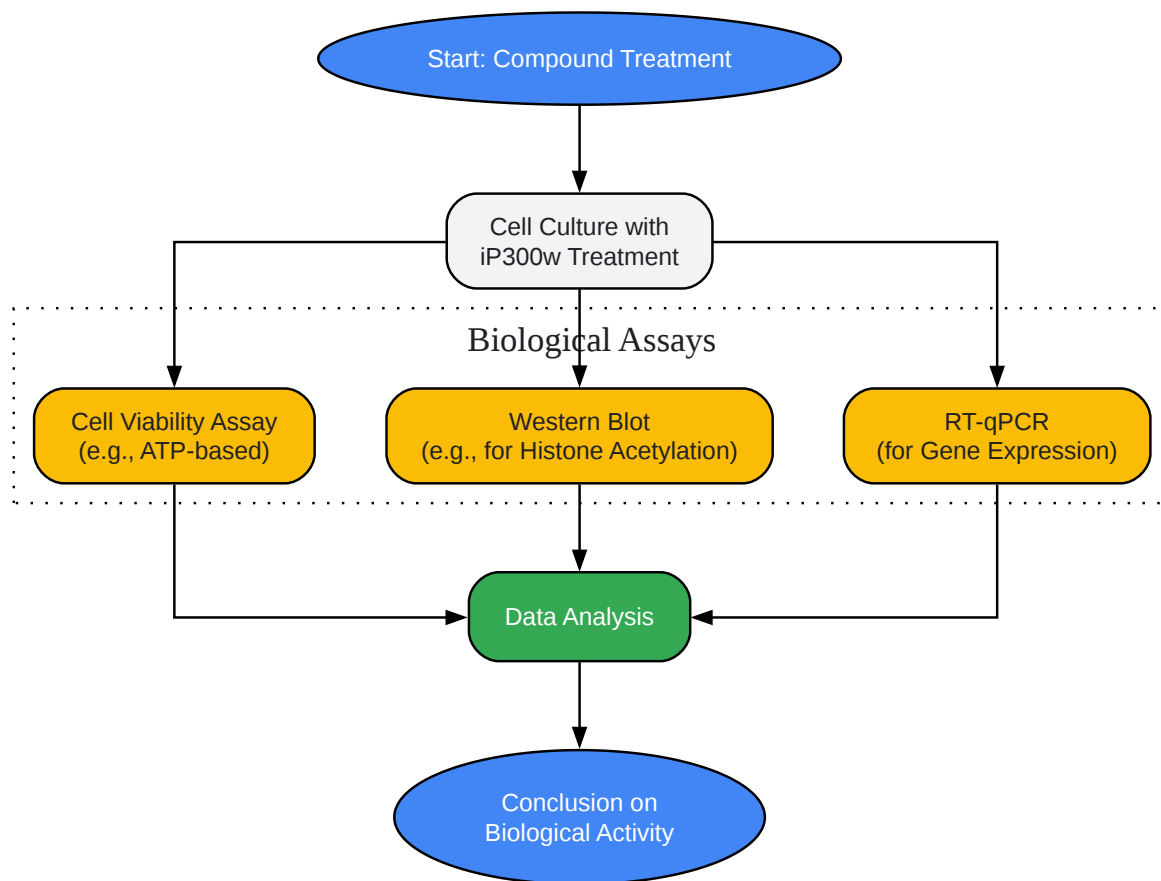 Start: Compound Treatment
Cell Culture with
iP300w Treatment
Biological Assays
Cell Viability Assay
(e.g., ATP-based)
Western Blot
(e.g., for Histone Acetylation)
RT-qPCR
(for Gene Expression)
Data Analysis
Conclusion on
Biological Activity